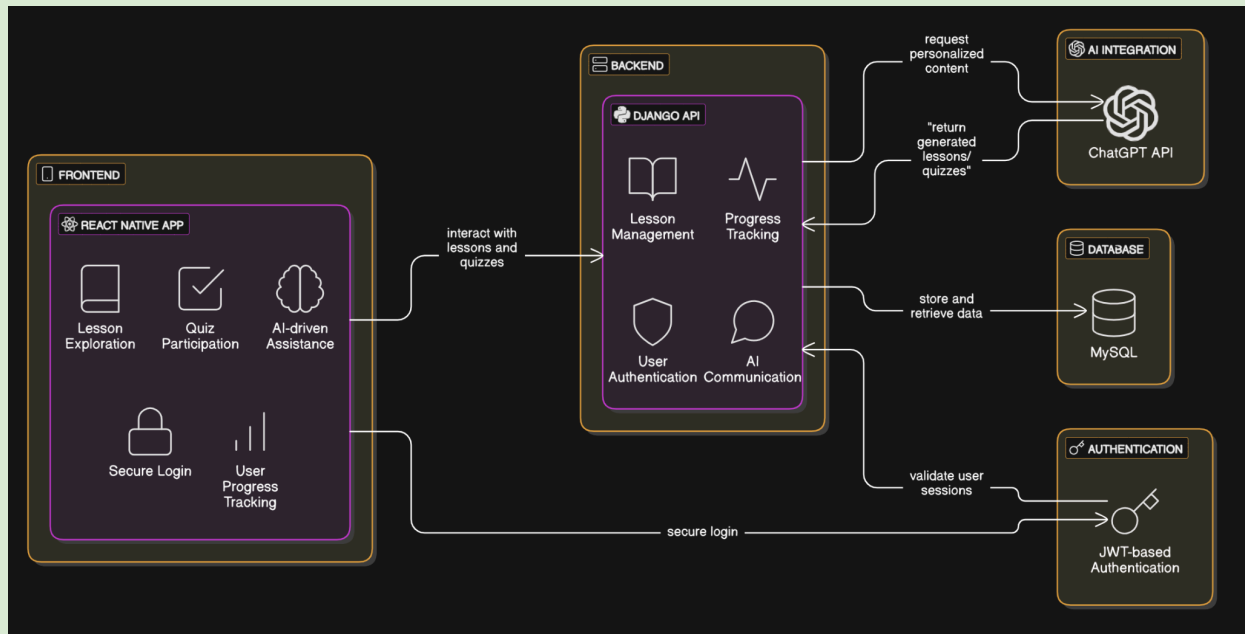 FRONTEND
REACT NATIVE APP
Lesson
Exploration
Quiz
Participation
AI-driven
Assistance
Secure Login
User
Progress
Tracking
interact with
lessons and
quizzes
secure login
BACKEND
DJANGO API
Lesson
Management
Progress
Tracking
User
Authentication
AI
Communication
request
personalized
content
"return
generated
lessons/
quizzes"
store and
retrieve data
validate user
sessions
AI INTEGRATION
ChatGPT API
DATABASE
MySQL
AUTHENTICATION
JWT-based
Authentication